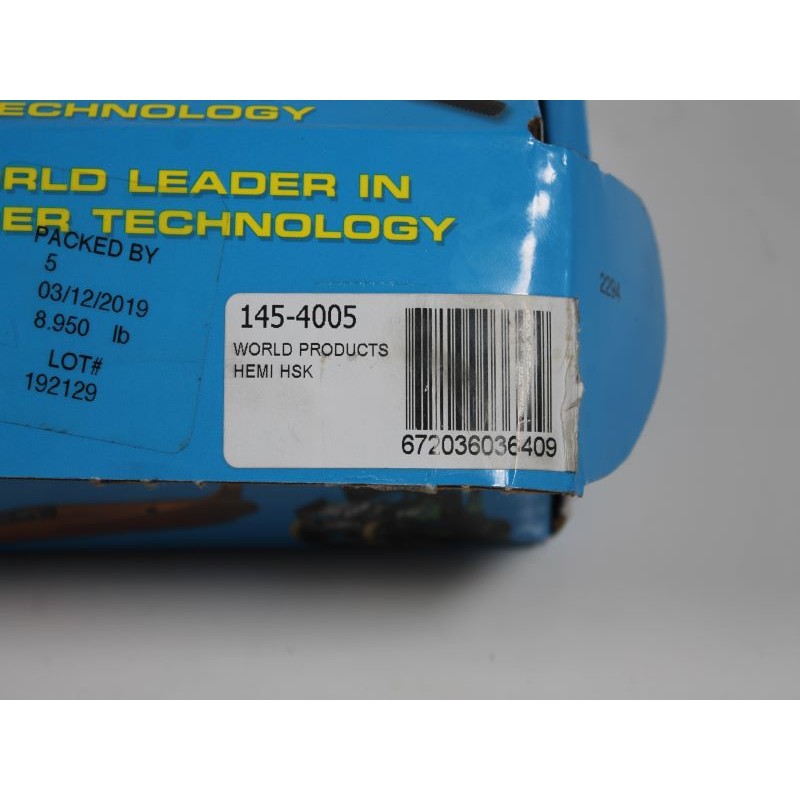 ECHNOLOGY
RLD LEADER IN
ER TECHNOLOGY
PACKED BY
5
03/12/2019
8.950 lb
LOT#
192129
145-4005
WORLD PRODUCTS
HEMI HSK
672036036409
2294